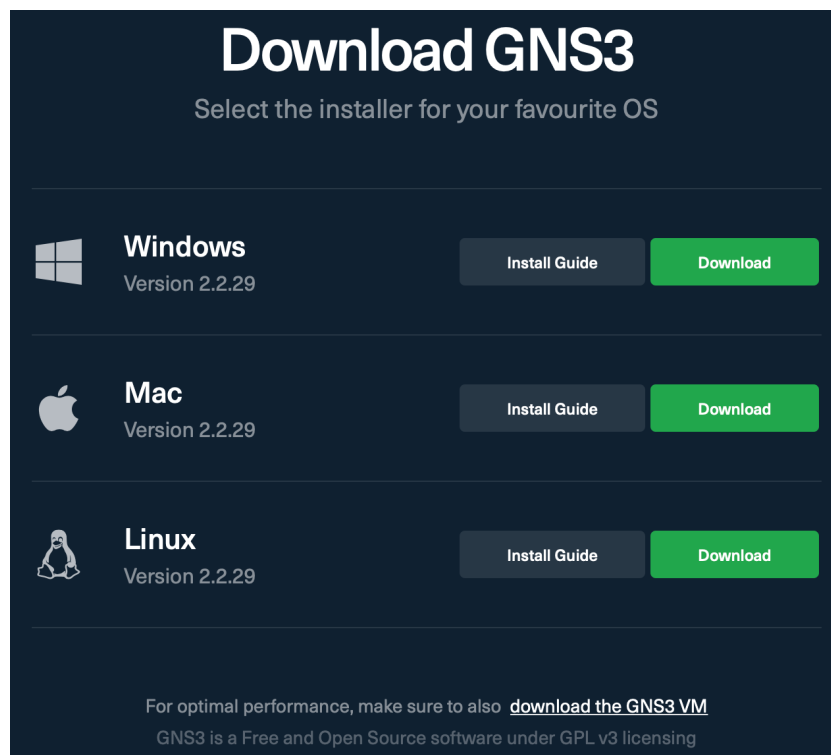 Download GNS3
Select the installer for your favourite OS
Windows
Version 2.2.29
Install Guide
Download
Mac
Version 2.2.29
Install Guide
Download
Linux
Version 2.2.29
Install Guide
Download
For optimal performance, make sure to also download the GNS3 VM
GNS3 is a Free and Open Source software under GPL v3 licensing